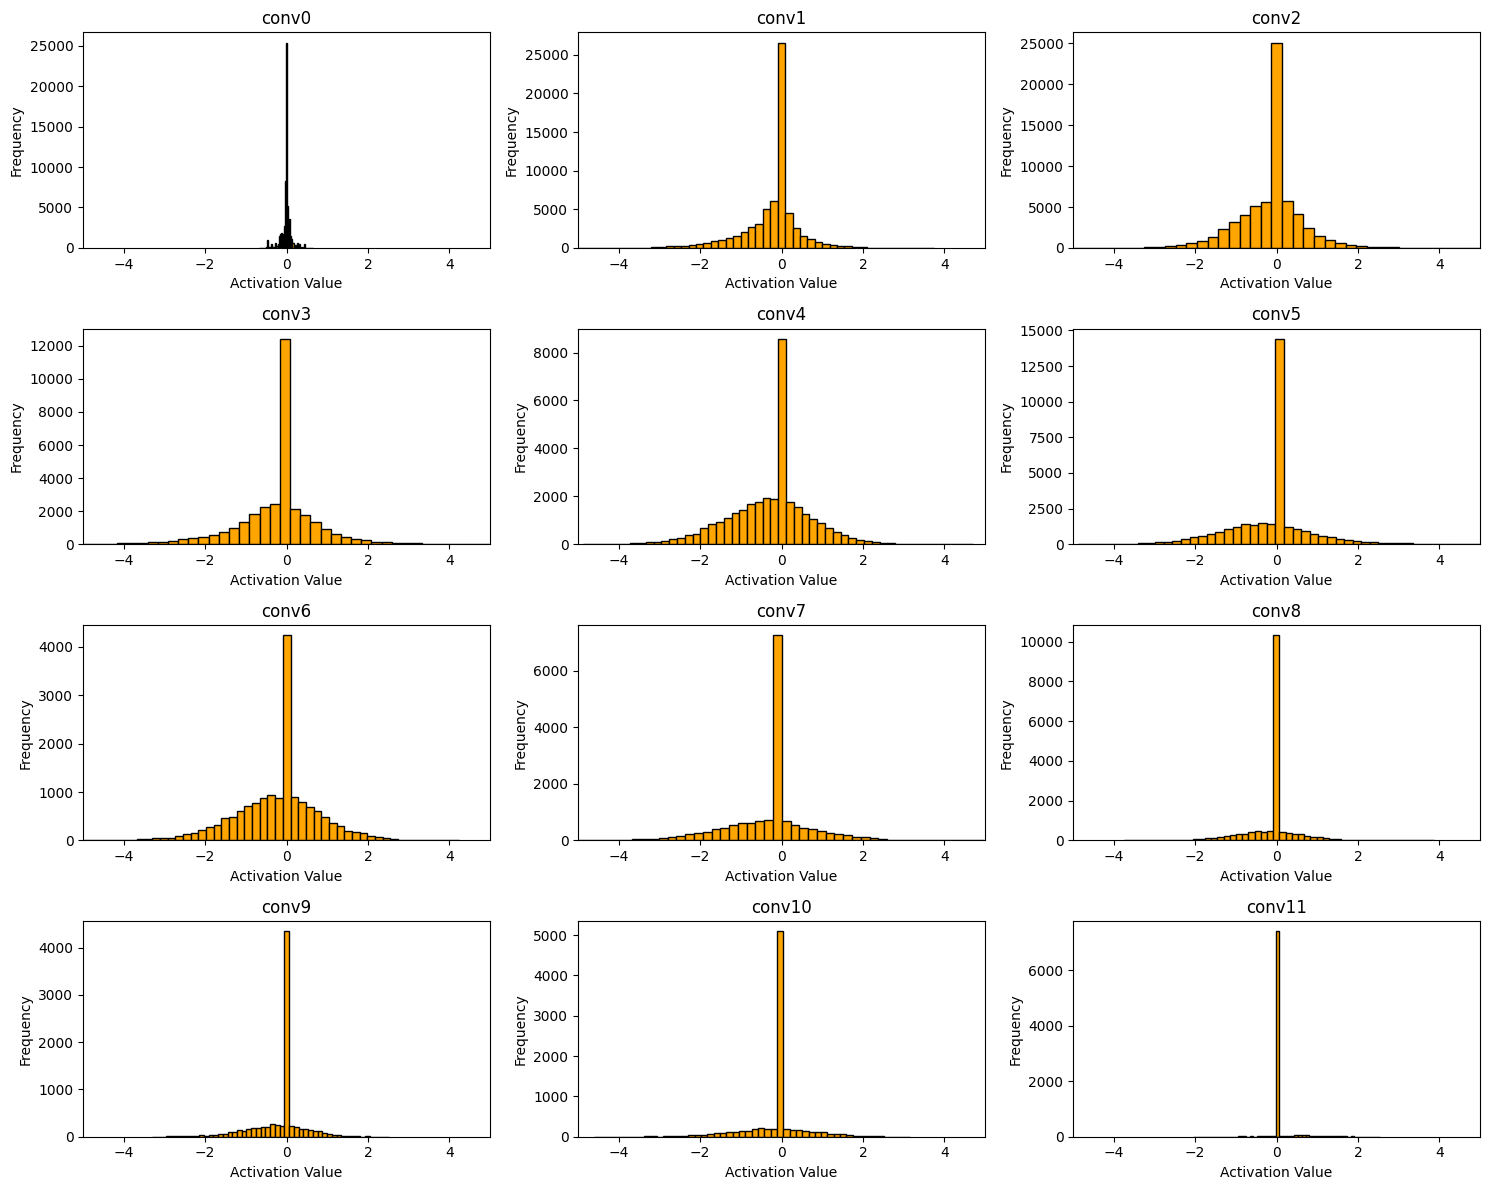 conv0
25000
20000
15000
10000
5000
0
Frequency
−4 −2 0 2 4
Activation Value
conv1
25000
20000
15000
10000
5000
0
Frequency
−4 −2 0 2 4
Activation Value
conv2
25000
20000
15000
10000
5000
0
Frequency
−4 −2 0 2 4
Activation Value
conv3
12000
10000
8000
6000
4000
2000
0
Frequency
−4 −2 0 2 4
Activation Value
conv4
8000
6000
4000
2000
0
Frequency
−4 −2 0 2 4
Activation Value
conv5
15000
12500
10000
7500
5000
2500
0
Frequency
−4 −2 0 2 4
Activation Value
conv6
4000
3000
2000
1000
0
Frequency
−4 −2 0 2 4
Activation Value
conv7
6000
4000
2000
0
Frequency
−4 −2 0 2 4
Activation Value
conv8
10000
8000
6000
4000
2000
0
Frequency
−4 −2 0 2 4
Activation Value
conv9
4000
3000
2000
1000
0
Frequency
−4 −2 0 2 4
Activation Value
conv10
5000
4000
3000
2000
1000
0
Frequency
−4 −2 0 2 4
Activation Value
conv11
6000
4000
2000
0
Frequency
−4 −2 0 2 4
Activation Value